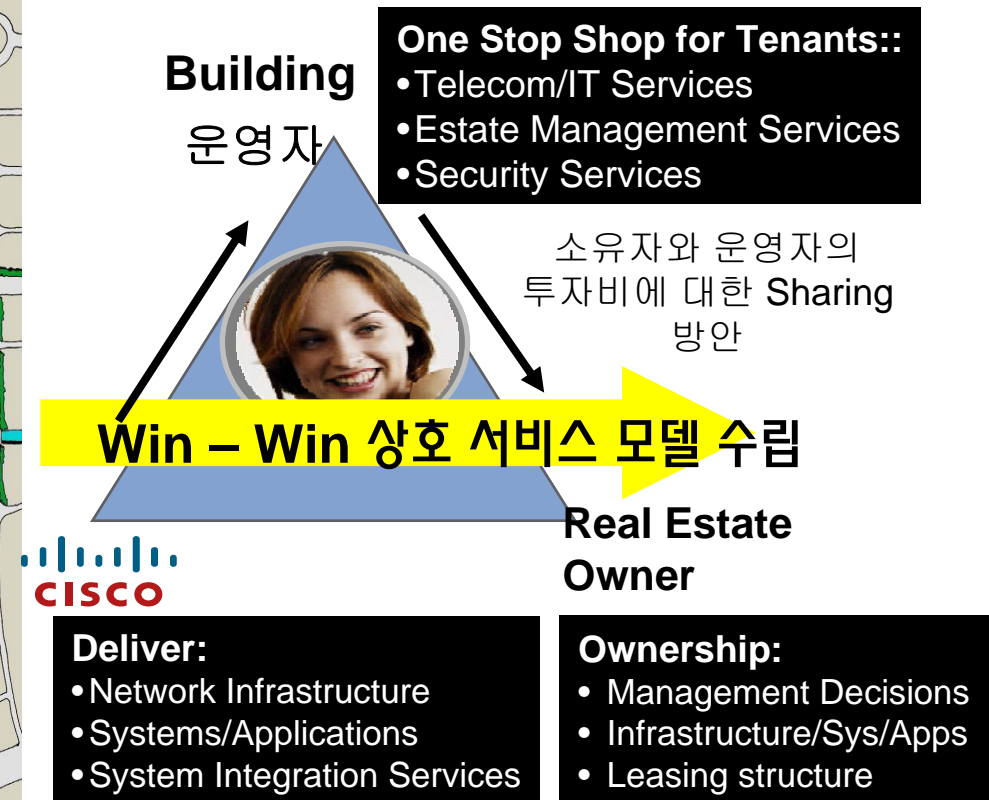 Building
운영자
One Stop Shop for Tenants::
•Telecom/IT Services
•Estate Management Services
•Security Services
소유자와 운영자의
투자비에 대한 Sharing
방안
Win – Win 상호 서비스 모델 수립
Real Estate
Owner
CISCO
Deliver:
•Network Infrastructure
•Systems/Applications
•System Integration Services
Ownership:
• Management Decisions
• Infrastructure/Sys/Apps
• Leasing structure